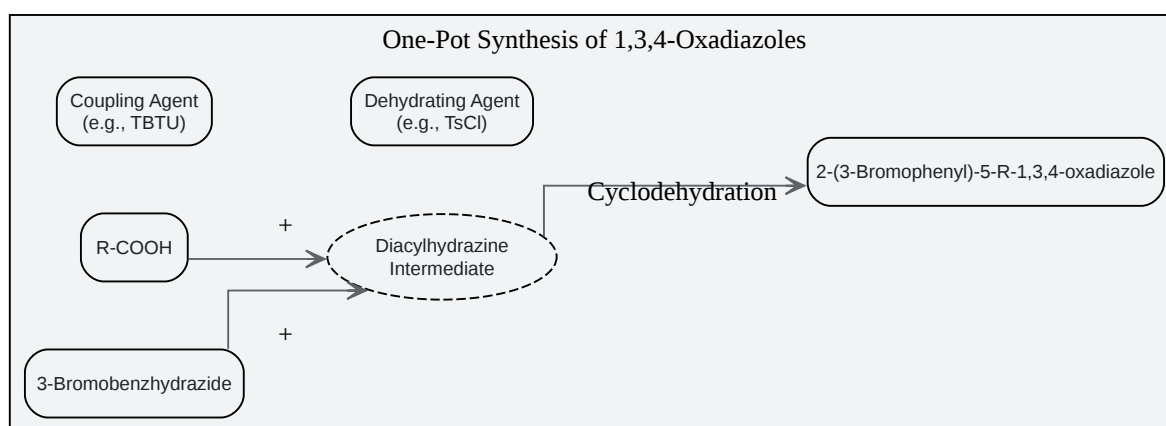 One-Pot Synthesis of 1,3,4-Oxadiazoles
Coupling Agent
(e.g., TBTU)
Dehydrating Agent
(e.g., TsCl)
2-(3-Bromophenyl)-5-R-1,3,4-oxadiazole
Cyclodehydration
+
R-COOH
Diacylhydrazine
Intermediate
+
3-Bromobenzhydrazide